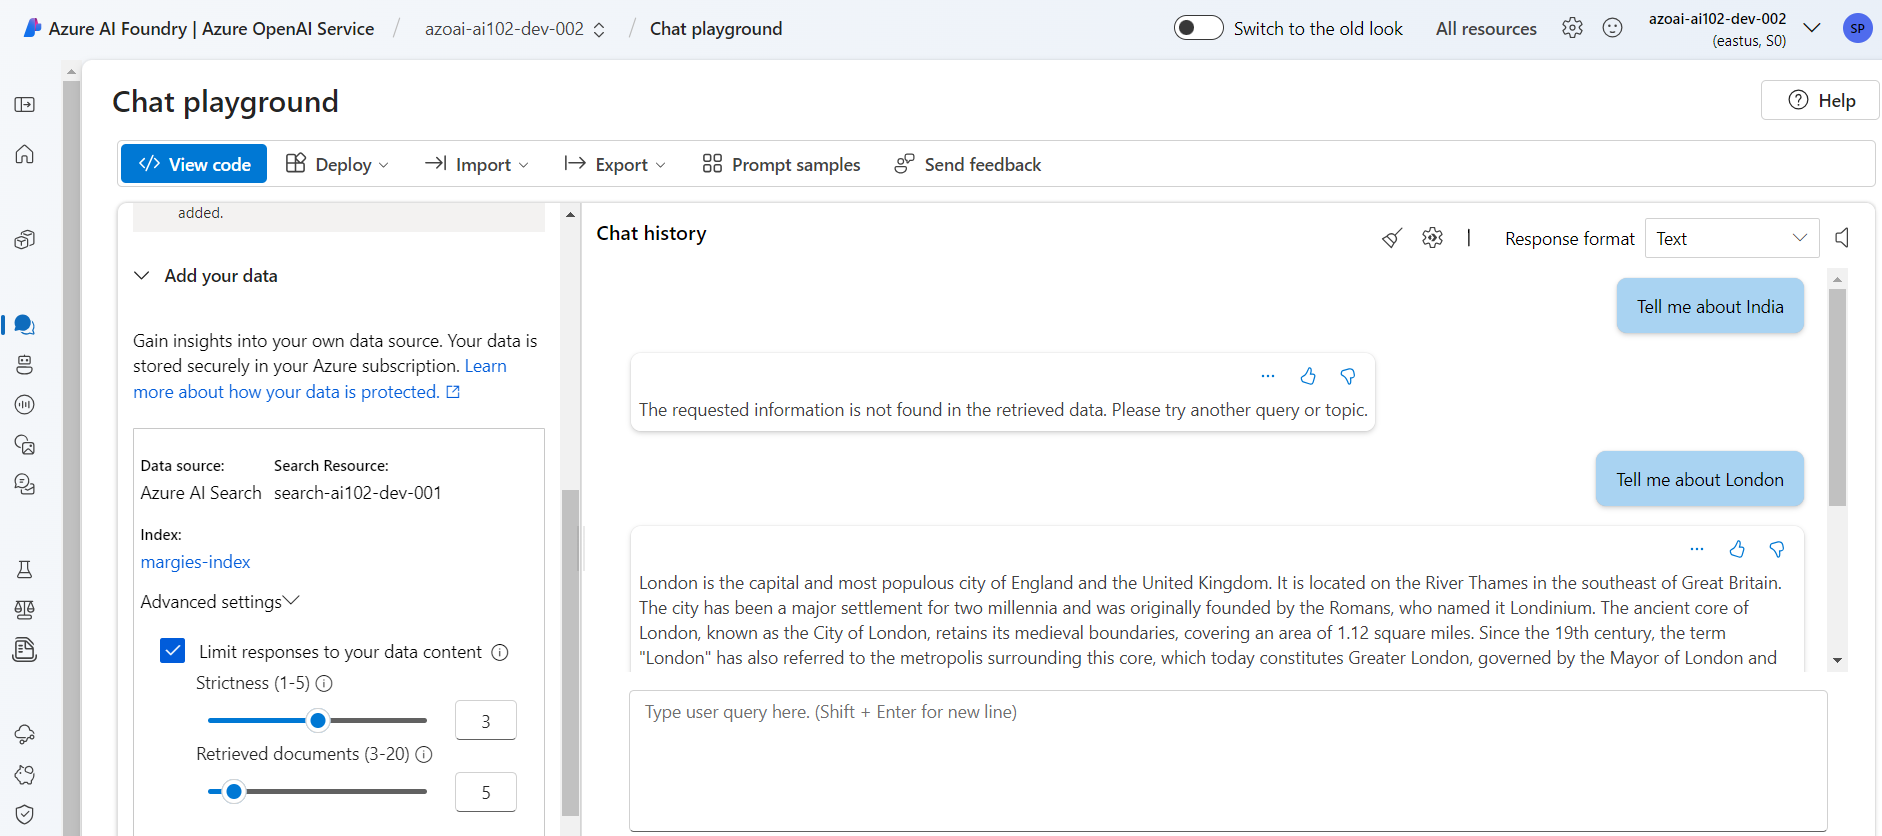 Azure AI Foundry | Azure OpenAI Service / azoai-ai102-dev-002 / Chat playground
Switch to the old look
All resources
azoai-ai102-dev-002
(eastus, S0)
SP
Chat playground
Help
View code
Deploy
Import
Export
Prompt samples
Send feedback
added.
Add your data
Gain insights into your own data source. Your data is
stored securely in your Azure subscription. Learn
more about how your data is protected.
Data source:
Search Resource:
Azure AI Search
search-ai102-dev-001
Index:
margies-index
Advanced settings
Limit responses to your data content
Strictness (1-5)
3
Retrieved documents (3-20)
5
Chat history
Response format
Text
Tell me about India
The requested information is not found in the retrieved data. Please try another query or topic.
Tell me about London
London is the capital and most populous city of England and the United Kingdom. It is located on the River Thames in the southeast of Great Britain.
The city has been a major settlement for two millennia and was originally founded by the Romans, who named it Londinium. The ancient core of
London, known as the City of London, retains its medieval boundaries, covering an area of 1.12 square miles. Since the 19th century, the term
"London" has also referred to the metropolis surrounding this core, which today constitutes Greater London, governed by the Mayor of London and
Type user query here. (Shift + Enter for new line)